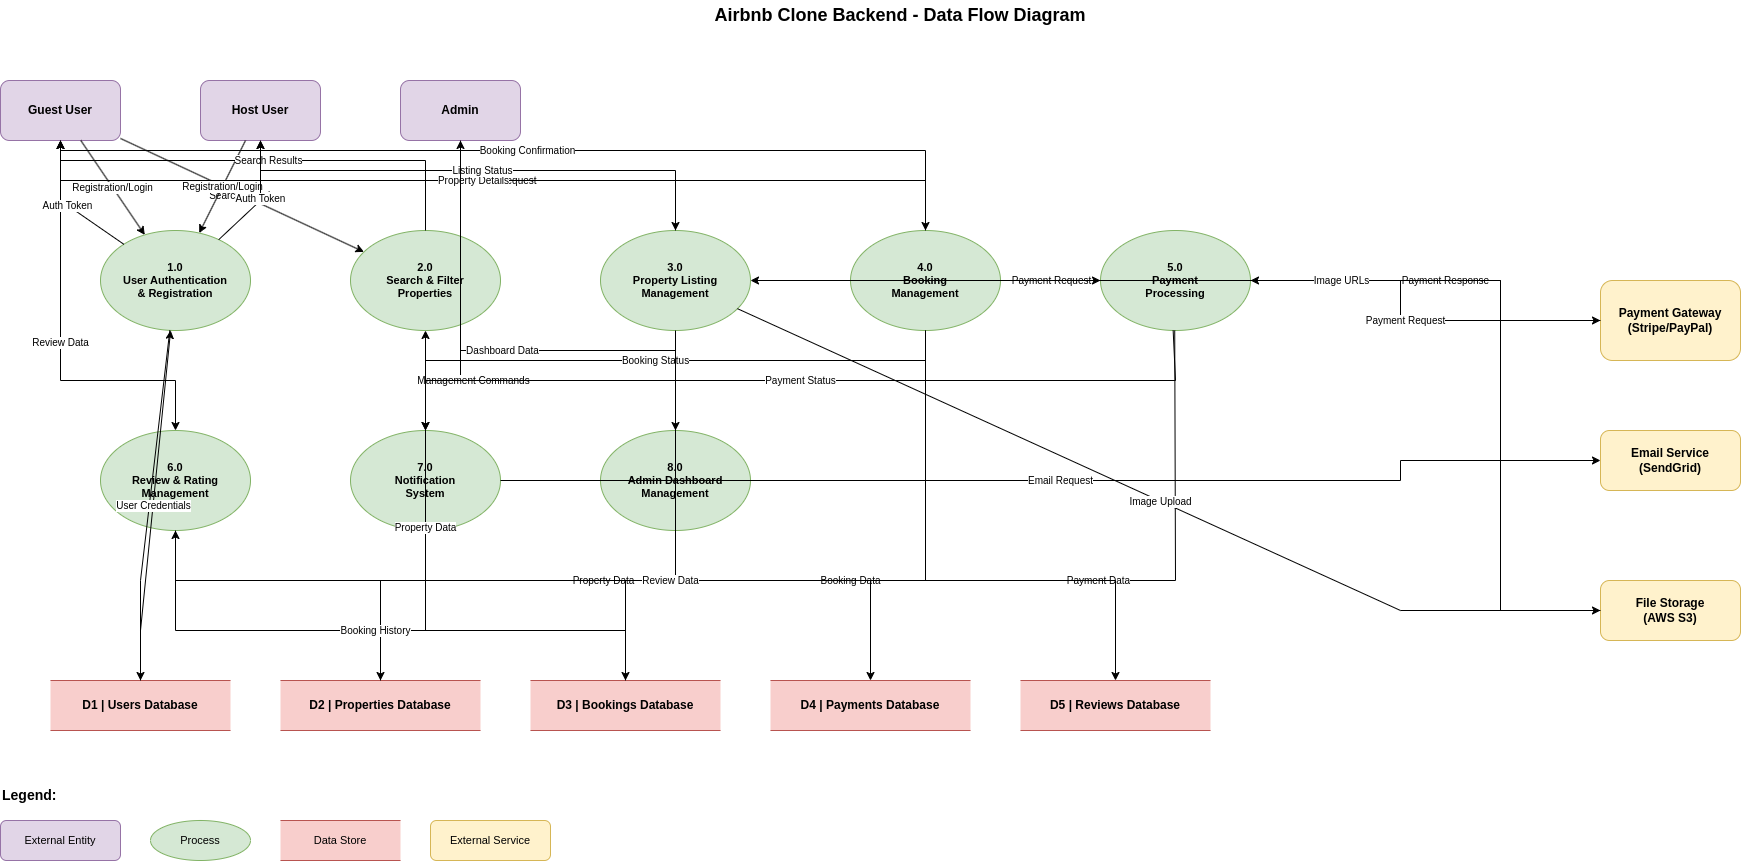 Airbnb Clone Backend - Data Flow Diagram
Guest User
Host User
Admin
Booking Confirmation
Search Results
Listing Status
Property Details
quest
Registration/Login
Registration/Login
Searc
Auth Token
Auth Token
1.0
User Authentication
& Registration
2.0
Search & Filter
Properties
3.0
Property Listing
Management
4.0
Booking
Management
5.0
Payment
Processing
Payment Request
Image URLs
Payment Response
Payment Request
Payment Gateway
(Stripe/PayPal)
Review Data
Dashboard Data
Booking Status
Management Commands
Payment Status
6.0
Review & Rating
Management
7.0
Notification
System
8.0
Admin Dashboard
Management
Email Request
Email Service
(SendGrid)
User Credentials
Image Upload
Property Data
Property Data
Review Data
Booking Data
Payment Data
File Storage
(AWS S3)
Booking History
D1 | Users Database
D2 | Properties Database
D3 | Bookings Database
D4 | Payments Database
D5 | Reviews Database
Legend:
External Entity
Process
Data Store
External Service